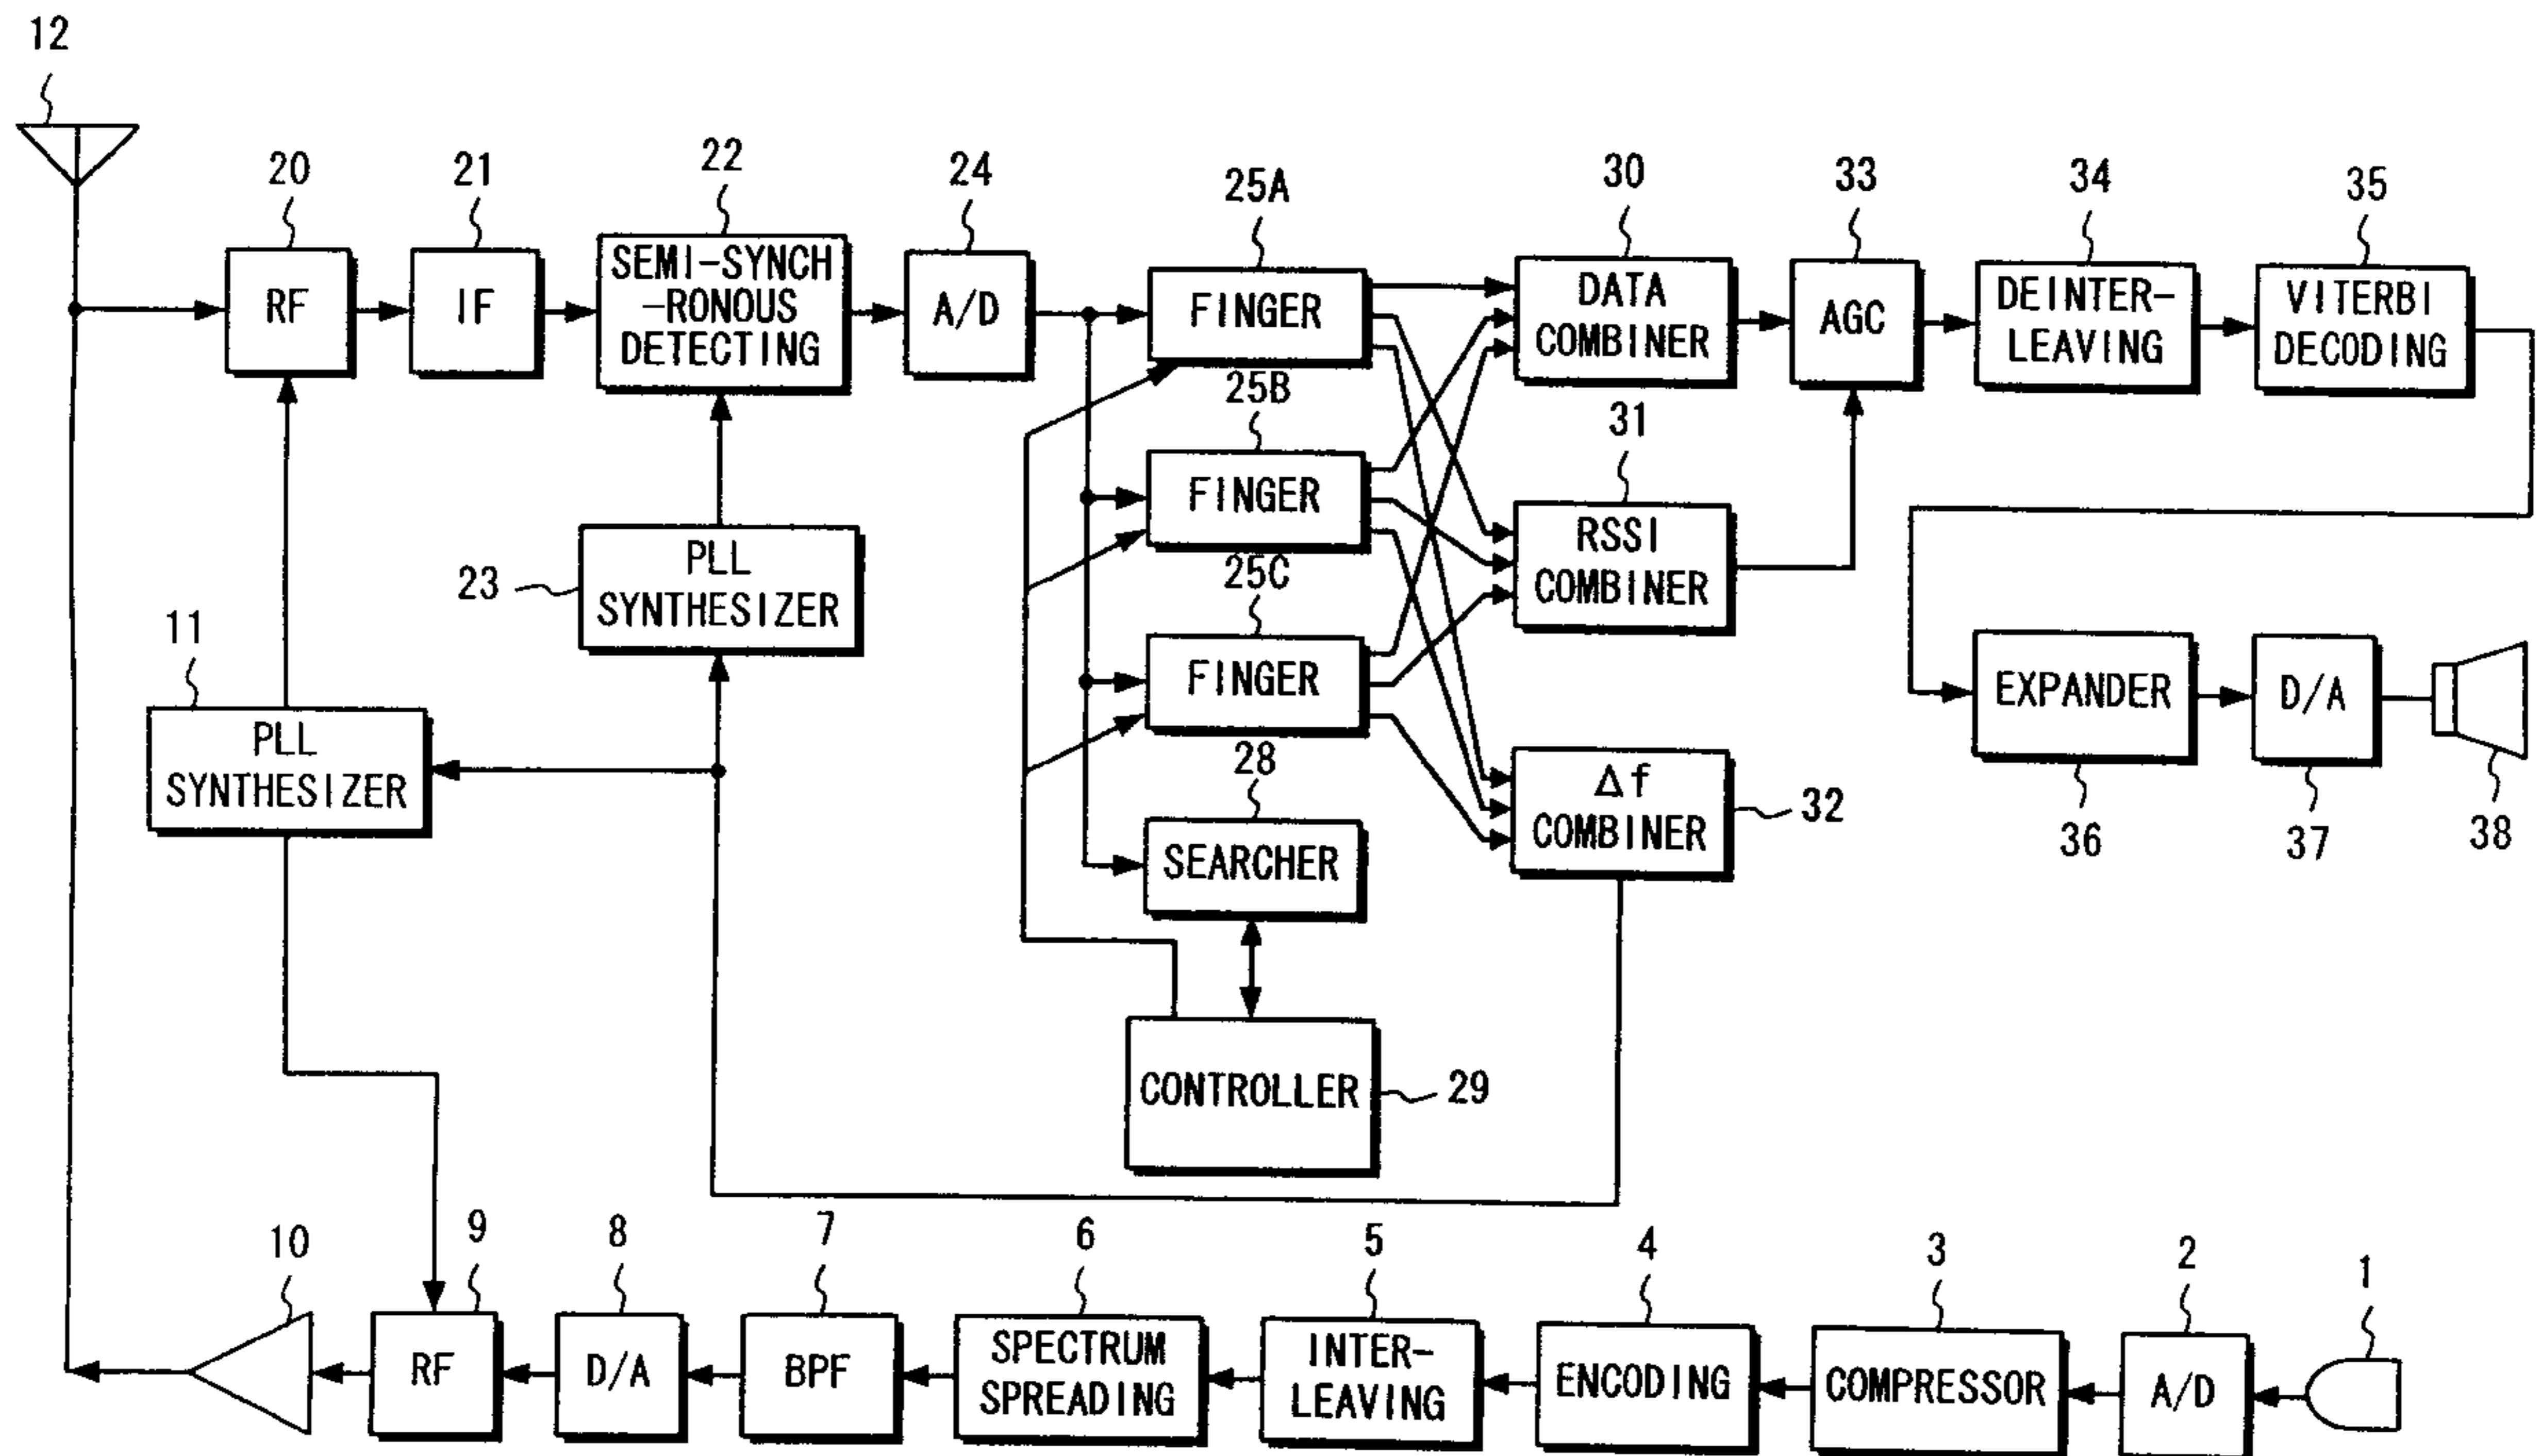 12
20
21
22
24
25A
30
33
34
35
RF
IF
SEMI-SYNCH
-RONOUS
DETECTING
A/D
FINGER
DATA
COMBINER
AGC
DEINTER-
LEAVING
VITERBI
DECODING
25B
FINGER
31
RSSI
COMBINER
23
PLL
SYNTHESIZER
25C
FINGER
11
PLL
SYNTHESIZER
28
SEARCHER
Δf
COMBINER
32
EXPANDER
D/A
36
37
38
CONTROLLER
29
10
9
8
7
6
5
4
3
2
1
RF
D/A
BPF
SPECTRUM
SPREADING
INTER-
LEAVING
ENCODING
COMPRESSOR
A/D